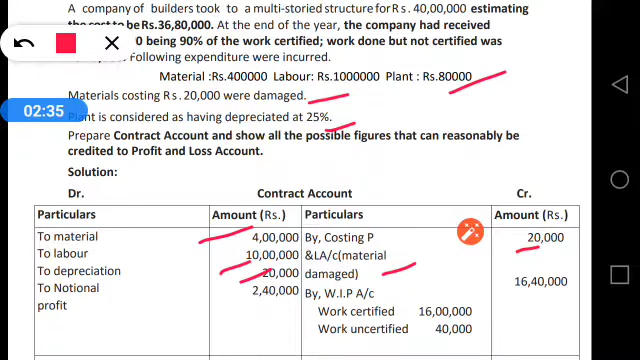 A company of builders took to a multi-storied structure for Rs. 40,00,000 estimating
the cost to be Rs.36,80,000. At the end of the year, the company had received
0 being 90% of the work certified; work done but not certified was
Following expenditure were incurred.
Material :Rs.400000 Labour: Rs.1000000 Plant : Rs.80000
Materials costing Rs.20,000 were damaged.
02:35
Plant is considered as having depreciated at 25%.
Prepare Contract Account and show all the possible figures that can reasonably be
credited to Profit and Loss Account.
Solution:
Dr. Contract Account Cr.
Particulars Amount (Rs.) Particulars Amount (Rs.)
To material 4,00,000 By, Costing P 20,000
To labour 10,00,000 &LA/c(material
To depreciation 20,000 damaged) 16,40,000
To Notional 2,40,000 By, W.I.P A/c
profit Work certified 16,00,000
Work uncertified 40,000